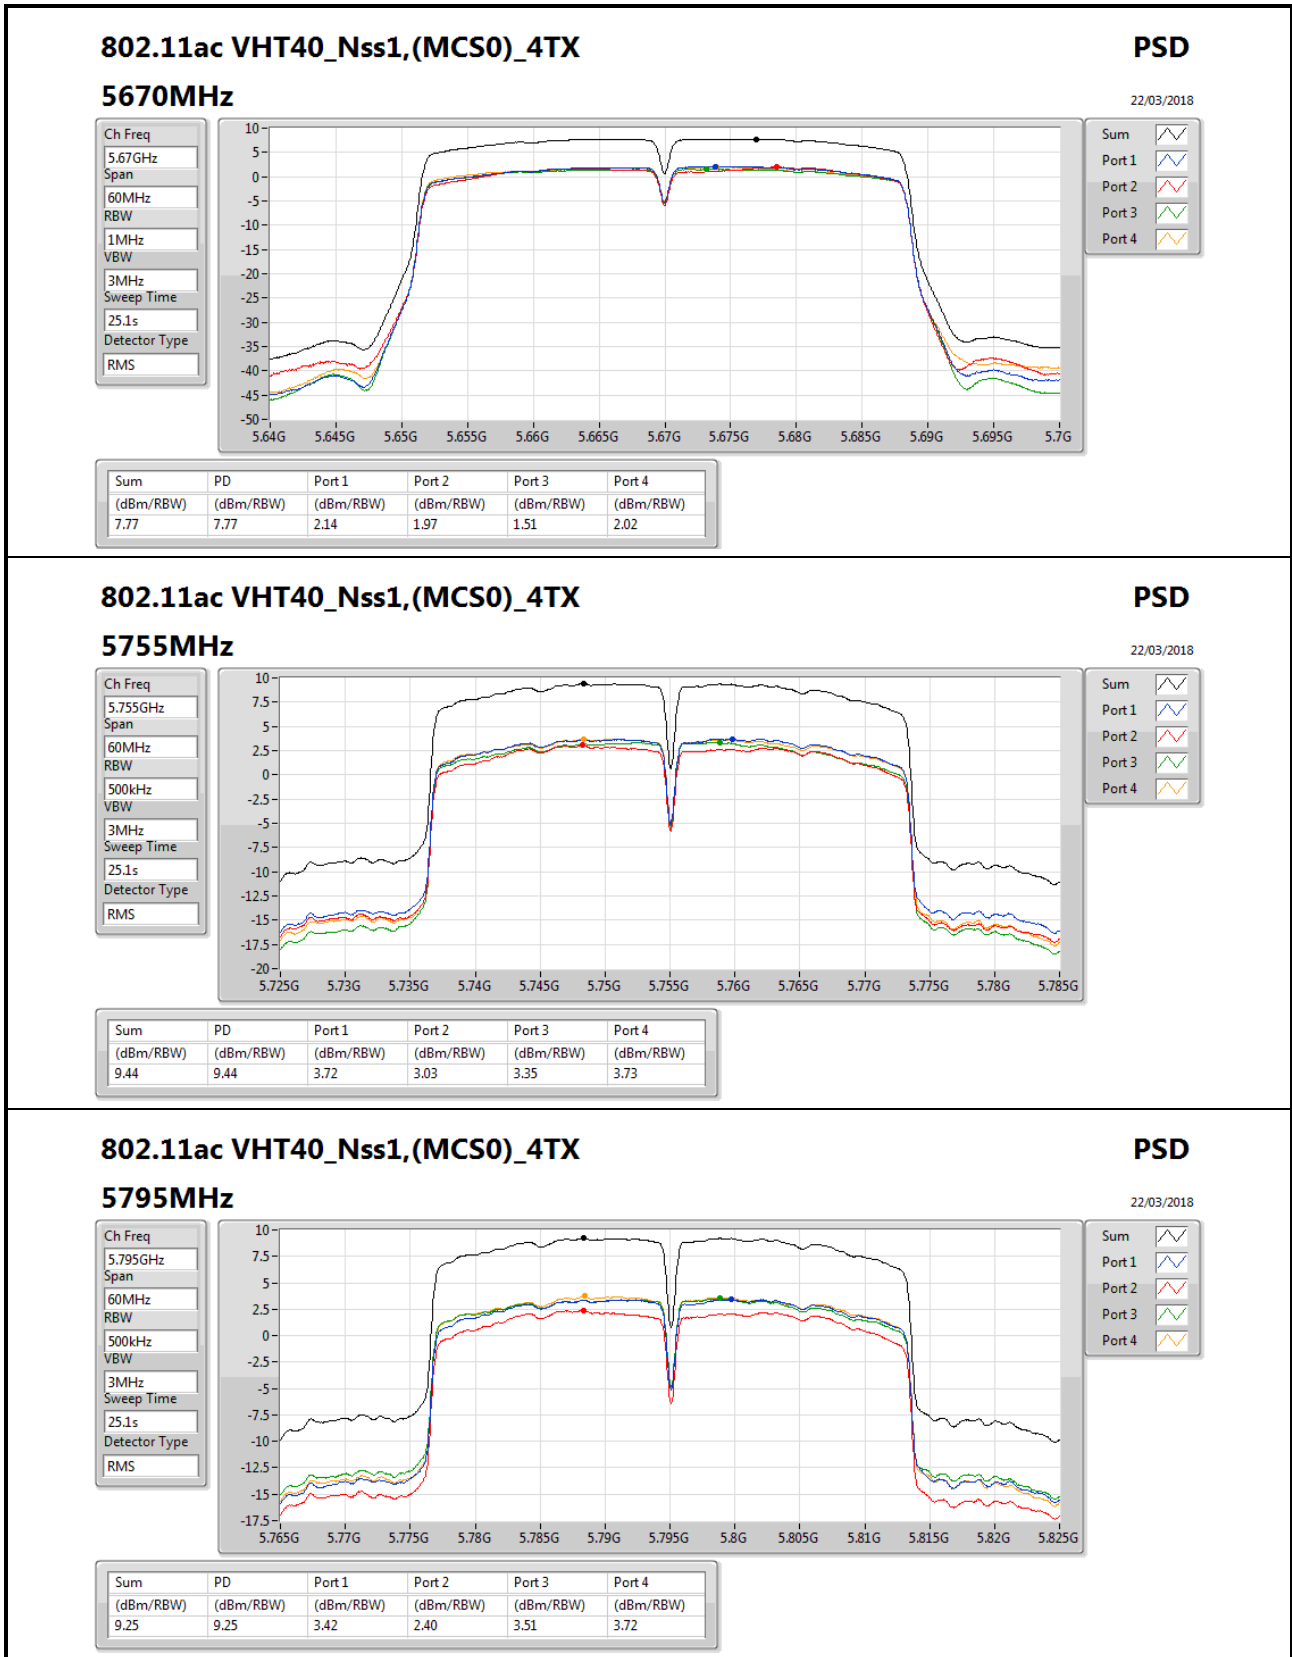 802.11ac VHT40_Nss1,(MCS0)_4TX PSD
5670MHz 22/03/2018
Ch Freq
5.67GHz
Span
60MHz
RBW
1MHz
VBW
3MHz
Sweep Time
25.1s
Detector Type
RMS
10
5
0
-5
-10
-15
-20
-25
-30
-35
-40
-45
-50
5.64G 5.645G 5.65G 5.655G 5.66G 5.665G 5.67G 5.675G 5.68G 5.685G 5.69G 5.695G 5.7G
Sum
Port 1
Port 2
Port 3
Port 4
Sum PD Port 1 Port 2 Port 3 Port 4
(dBm/RBW) (dBm/RBW) (dBm/RBW) (dBm/RBW) (dBm/RBW) (dBm/RBW)
7.77 7.77 2.14 1.97 1.51 2.02
802.11ac VHT40_Nss1,(MCS0)_4TX PSD
5755MHz 22/03/2018
Ch Freq
5.755GHz
Span
60MHz
RBW
500kHz
VBW
3MHz
Sweep Time
25.1s
Detector Type
RMS
10
7.5
5
2.5
0
-2.5
-5
-7.5
-10
-12.5
-15
-17.5
-20
5.725G 5.73G 5.735G 5.74G 5.745G 5.75G 5.755G 5.76G 5.765G 5.77G 5.775G 5.78G 5.785G
Sum
Port 1
Port 2
Port 3
Port 4
Sum PD Port 1 Port 2 Port 3 Port 4
(dBm/RBW) (dBm/RBW) (dBm/RBW) (dBm/RBW) (dBm/RBW) (dBm/RBW)
9.44 9.44 3.72 3.03 3.35 3.73
802.11ac VHT40_Nss1,(MCS0)_4TX PSD
5795MHz 22/03/2018
Ch Freq
5.795GHz
Span
60MHz
RBW
500kHz
VBW
3MHz
Sweep Time
25.1s
Detector Type
RMS
10
7.5
5
2.5
0
-2.5
-5
-7.5
-10
-12.5
-15
-17.5
5.765G 5.77G 5.775G 5.78G 5.785G 5.79G 5.795G 5.8G 5.805G 5.81G 5.815G 5.82G 5.825G
Sum
Port 1
Port 2
Port 3
Port 4
Sum PD Port 1 Port 2 Port 3 Port 4
(dBm/RBW) (dBm/RBW) (dBm/RBW) (dBm/RBW) (dBm/RBW) (dBm/RBW)
9.25 9.25 3.42 2.40 3.51 3.72